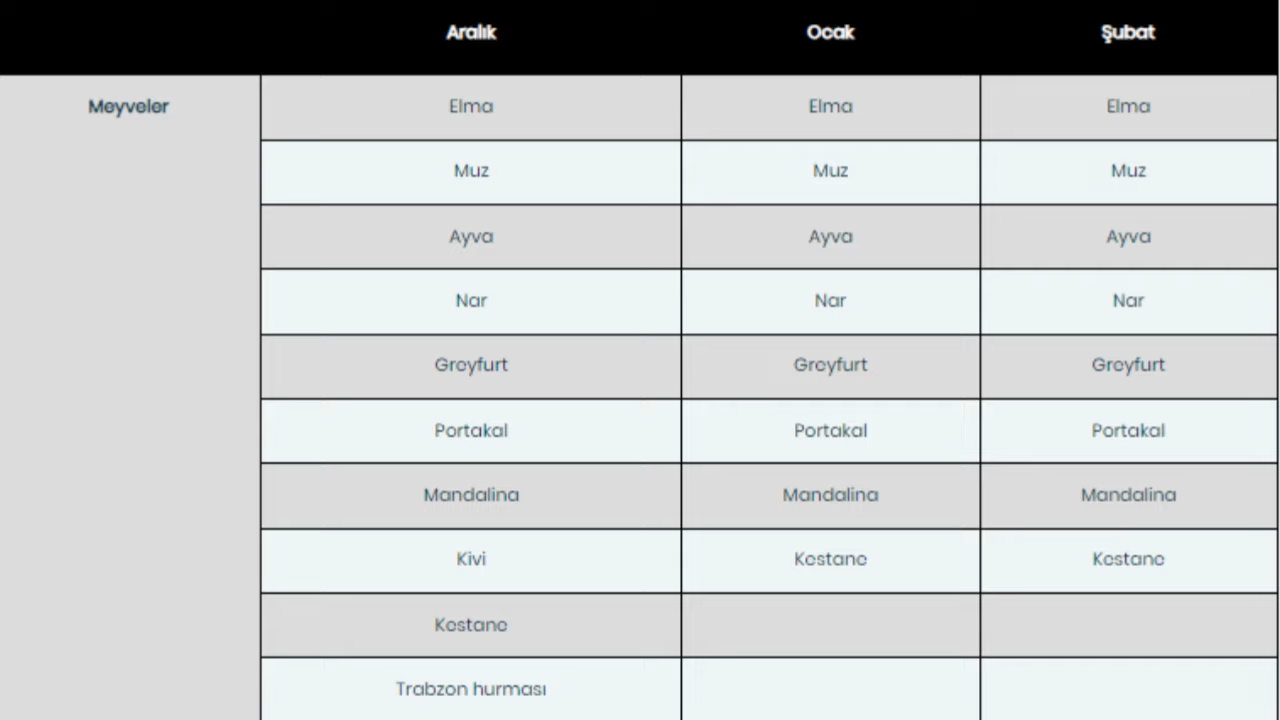 Aralık Ocak Şubat
Meyveler Elma Elma Elma
Muz Muz Muz
Ayva Ayva Ayva
Nar Nar Nar
Greyfurt Greyfurt Greyfurt
Portakal Portakal Portakal
Mandalina Mandalina Mandalina
Kivi Kestane Kestane
Kestane
Trabzon hurması